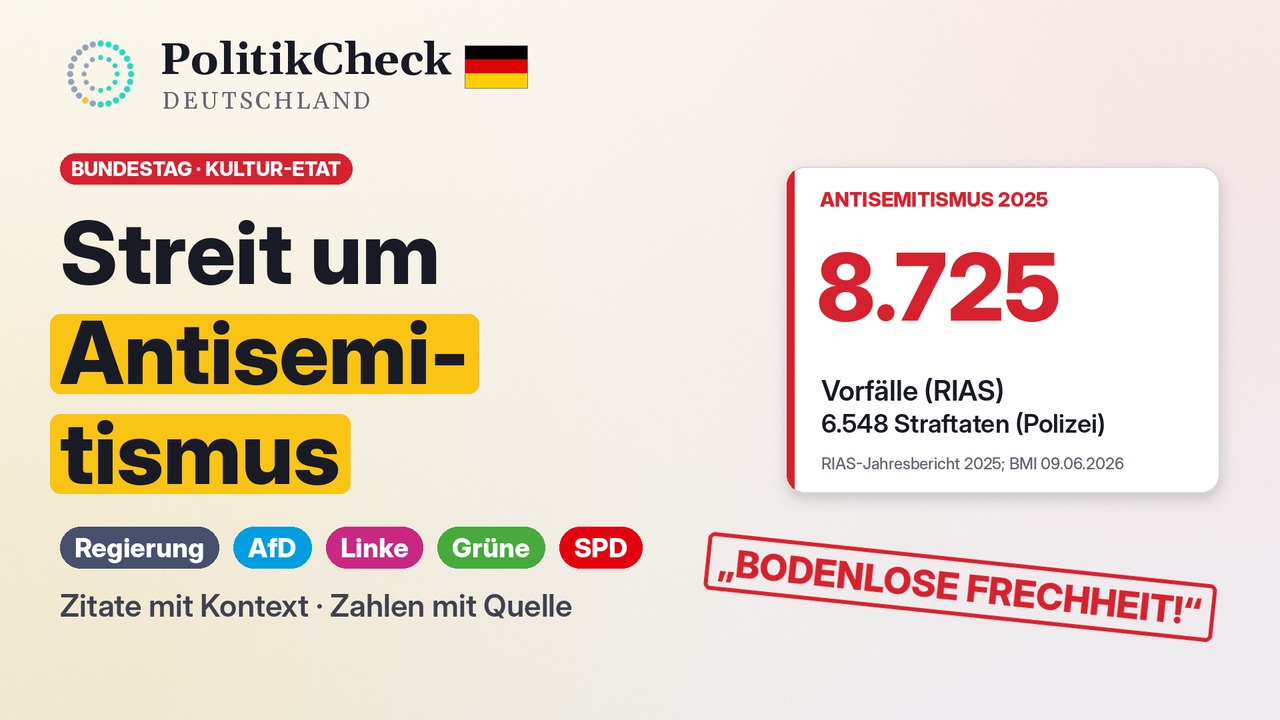 PolitikCheck
DEUTSCHLAND
BUNDESTAG · KULTUR-ETAT
Streit um
Antisemi-
tismus
Regierung AfD Linke Grüne SPD
Zitate mit Kontext · Zahlen mit Quelle
ANTISEMITISMUS 2025
8.725
Vorfälle (RIAS)
6.548 Straftaten (Polizei)
RIAS-Jahresbericht 2025; BMI 09.06.2026
„BODENLOSE FRECHHEIT!“